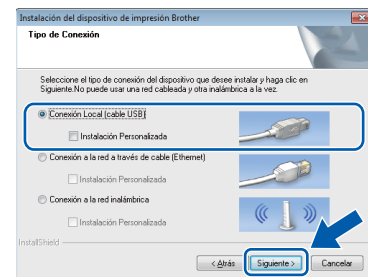 Instalación del dispositivo de impresión Brother
Tipo de Conexión
Seleccione el tipo de conexión del dispositivo que desee instalar y haga clic en
Siguiente.No puede usar una red cableada y otra inalámbrica a la vez.
Conexión Local (cable USB)
Instalación Personalizada
Conexión a la red a través de cable (Ethernet)
Instalación Personalizada
Conexión a la red inalámbrica
Instalación Personalizada
InstallShield
< Atrás
Siguiente >
Cancelar